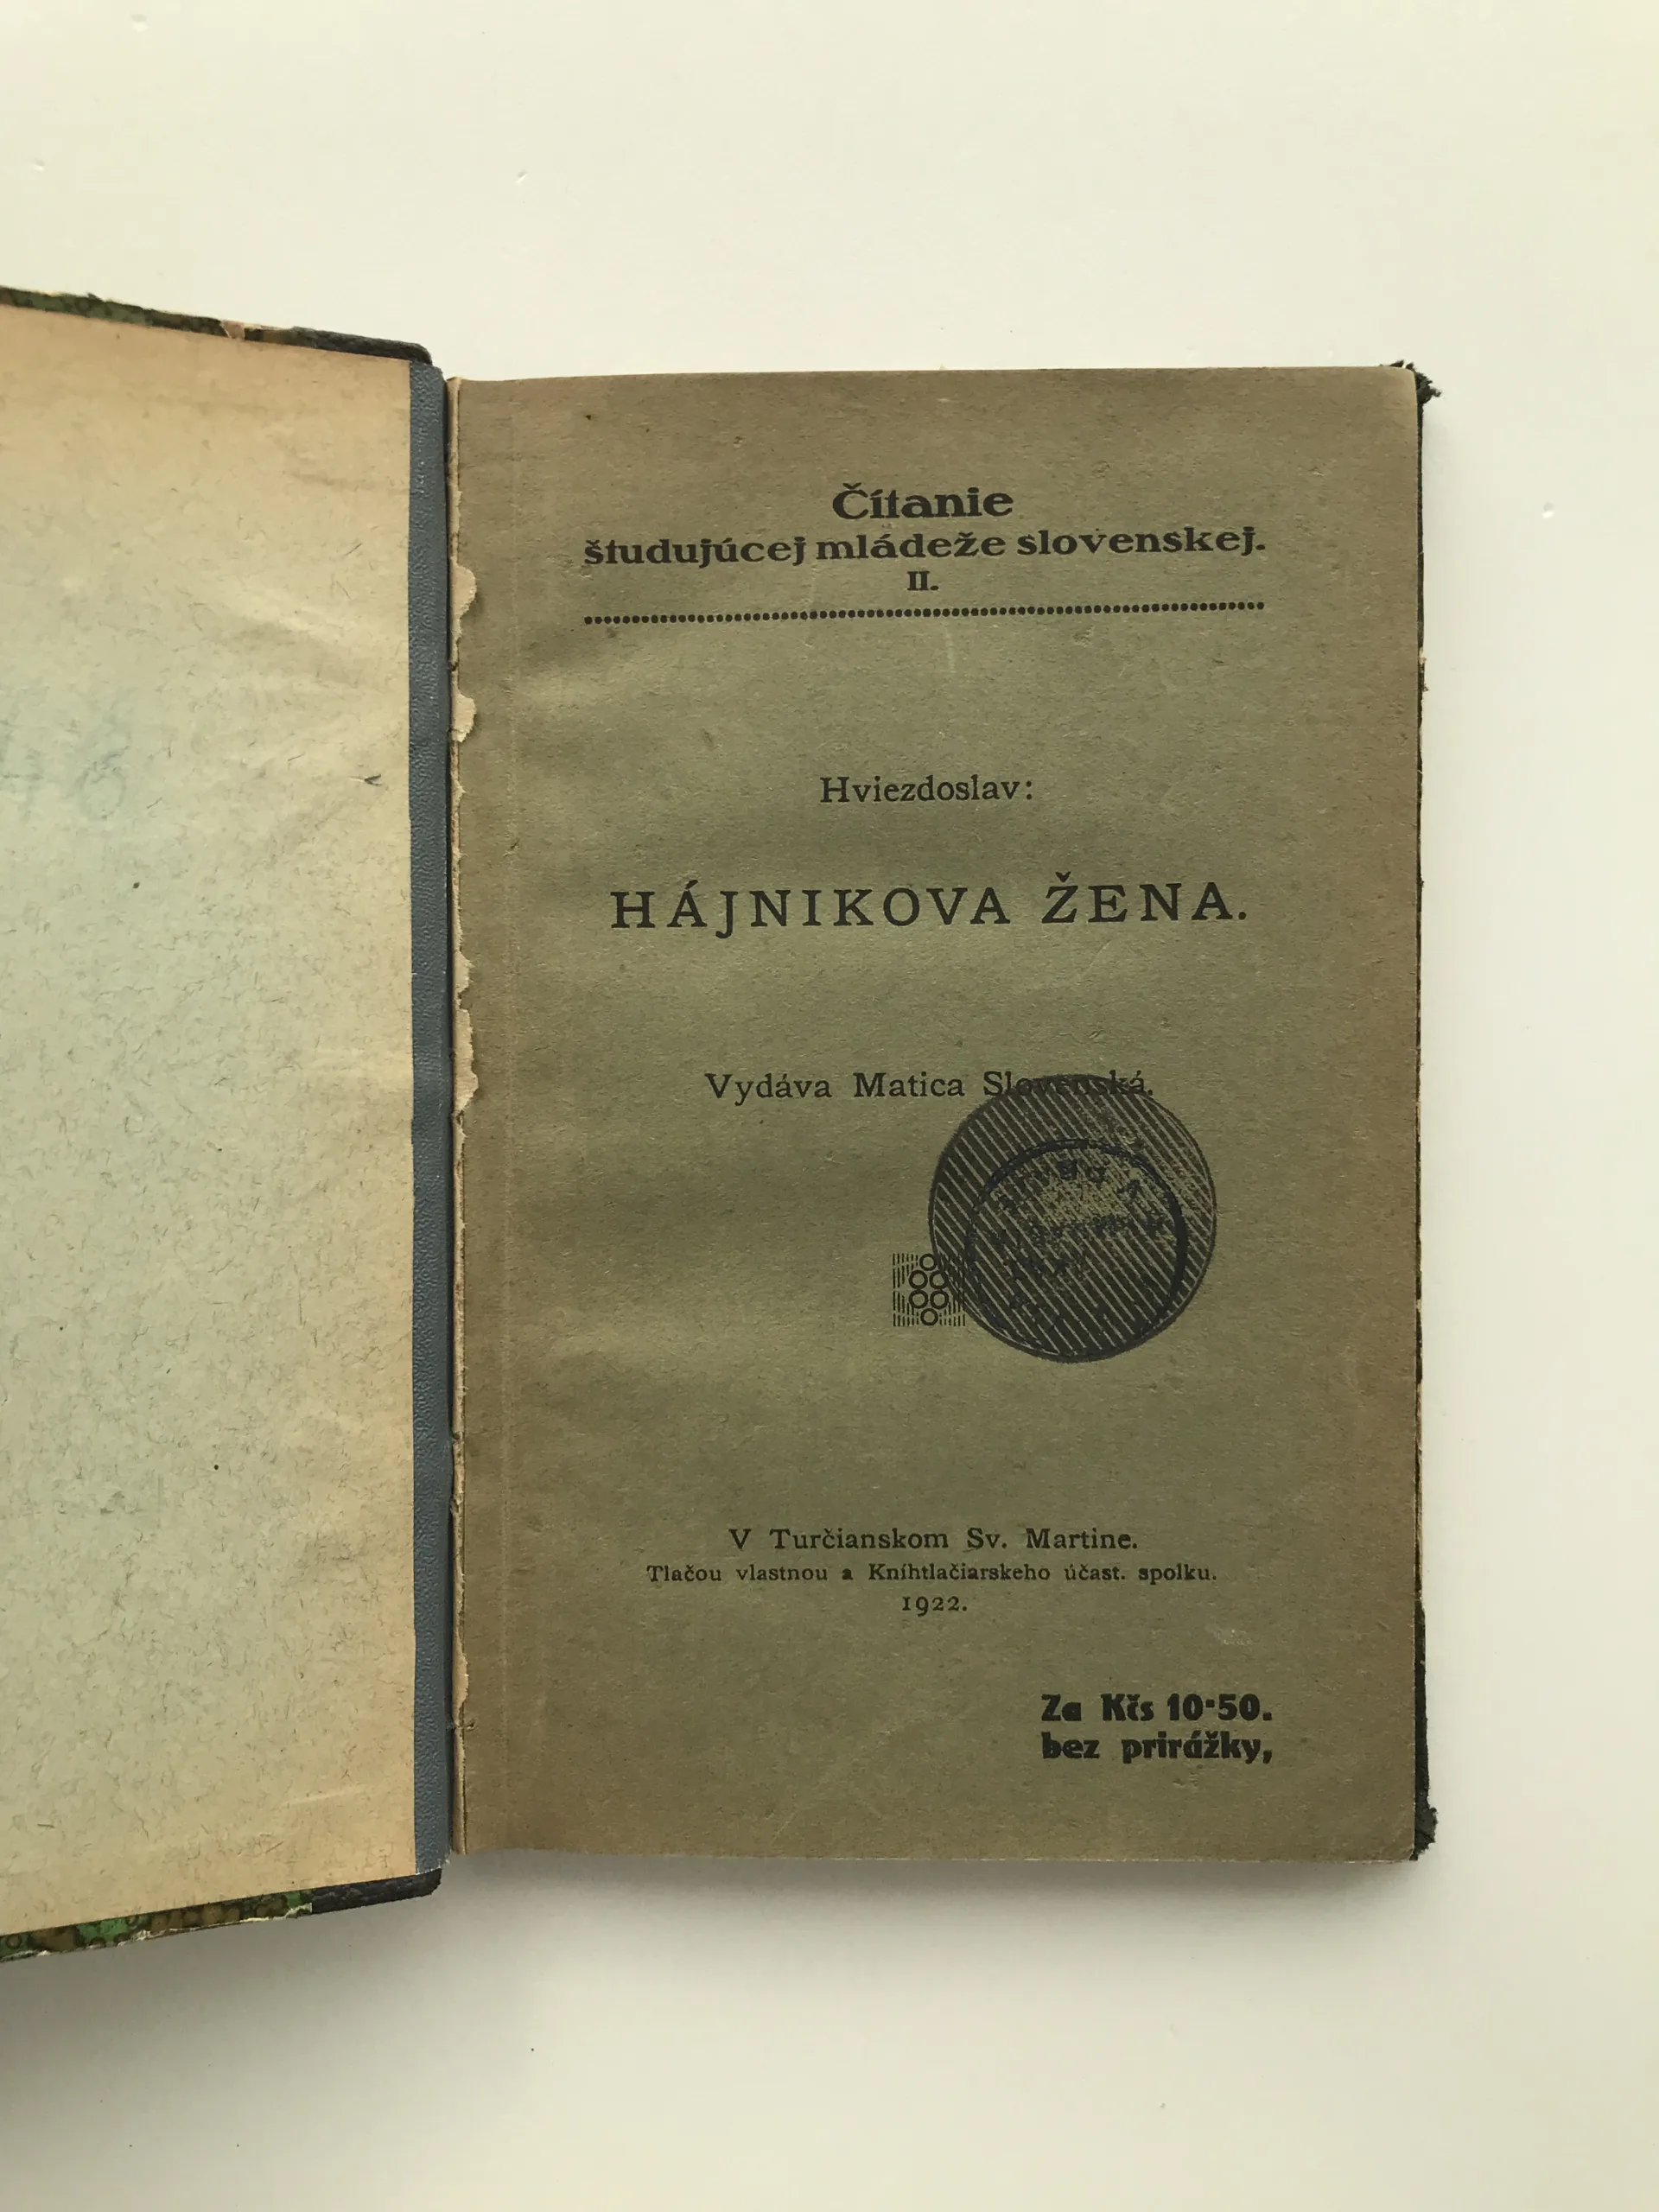 Čítanie
študujúcej mládeže slovenskej.
II.
Hviezdoslav:
HÁJNIKOVA ŽENA.
Vydáva Matica Slovenská.
V Turčianskom Sv. Martine.
Tlačou vlastnou a Kníhtlačiarskeho účast. spolku.
1922.
Za Kčs 10·50.
bez prirážky,